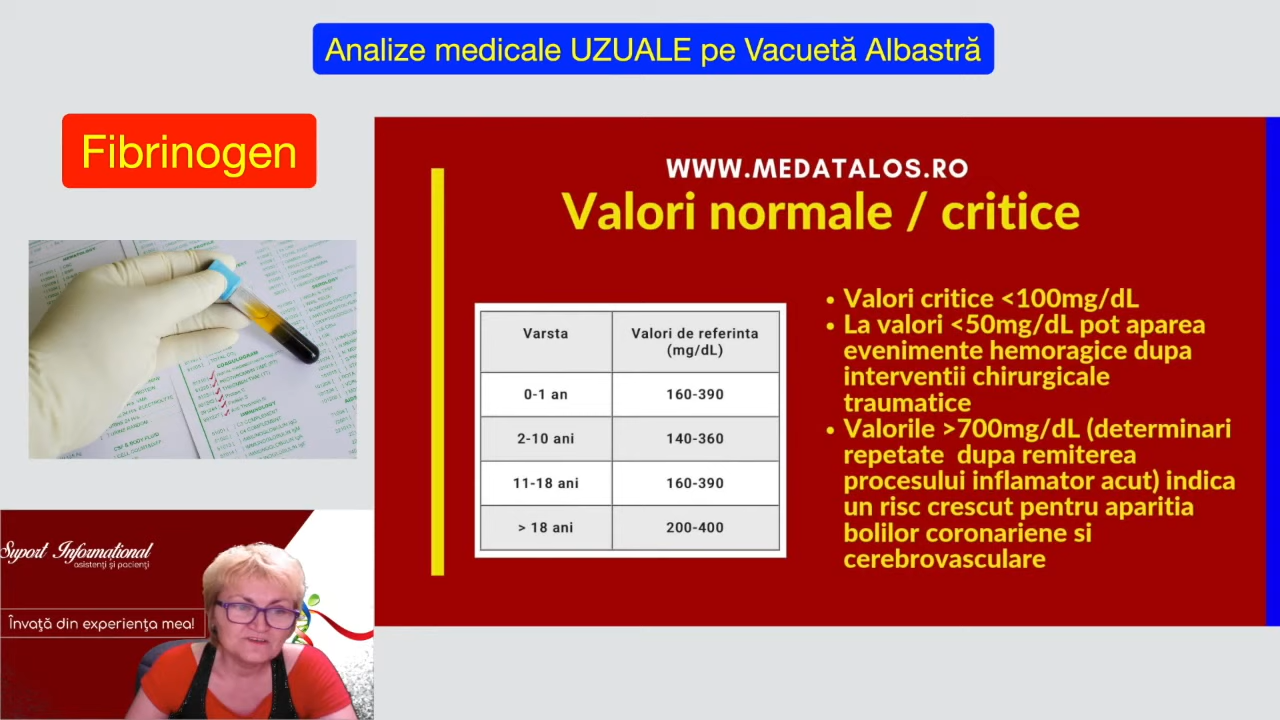 Analize medicale UZUALE pe Vacuetă Albastră
Fibrinogen
WWW.MEDATALOS.RO
Valori normale / critice
Varsta
Valori de referinta
(mg/dL)
0-1 an
160-390
2-10 ani
140-360
11-18 ani
160-390
> 18 ani
200-400
• Valori critice <100mg/dL
• La valori <50mg/dL pot aparea
evenimente hemoragice dupa
interventii chirurgicale
traumatice
• Valorile >700mg/dL (determinari
repetate dupa remiterea
procesului inflamator acut) indica
un risc crescut pentru aparitia
bolilor coronariene si
cerebrovasculare
COAGULOGRAM
IMMUNOLOGY
Suport Informațional
asistenți și pacienți
Învață din experiența mea!